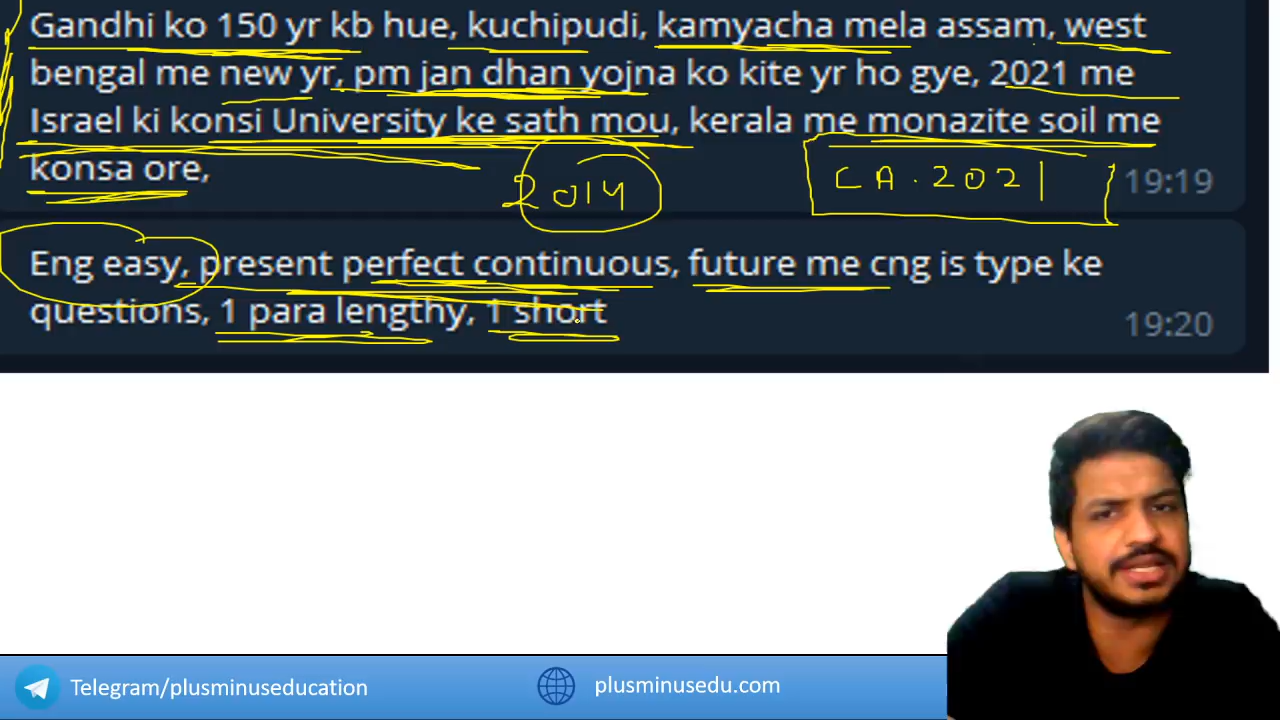 Gandhi ko 150 yr kb hue, kuchipudi, kamyacha mela assam, west
bengal me new yr, pm jan dhan yojna ko kite yr ho gye, 2021 me
Israel ki konsi University ke sath mou, kerala me monazite soil me
konsa ore,
2014
CA. 2021
19:19
Eng easy, present perfect continuous, future me cng is type ke
questions, 1 para lengthy, 1 short
19:20
Telegram/plusminuseducation
plusminusedu.com